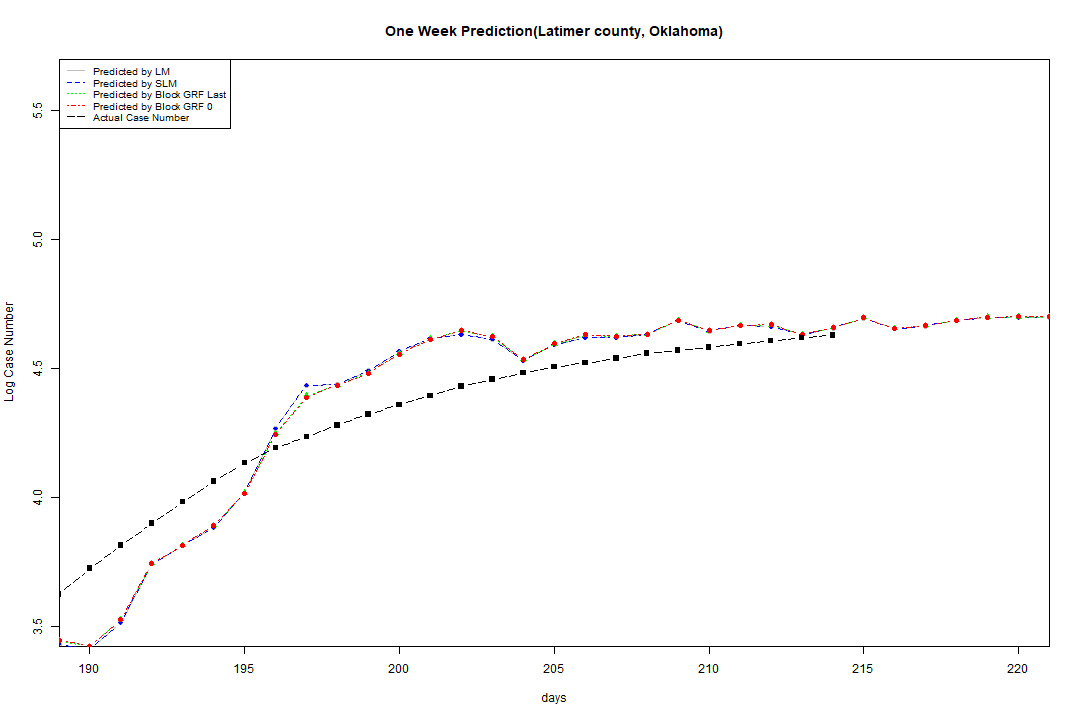 One Week Prediction(Latimer county, Oklahoma)
Predicted by LM
Predicted by SLM
Predicted by Block GRF Last
Predicted by Block GRF 0
Actual Case Number
5.5
5.0
4.5
4.0
3.5
Log Case Number
190 195 200 205 210 215 220
days